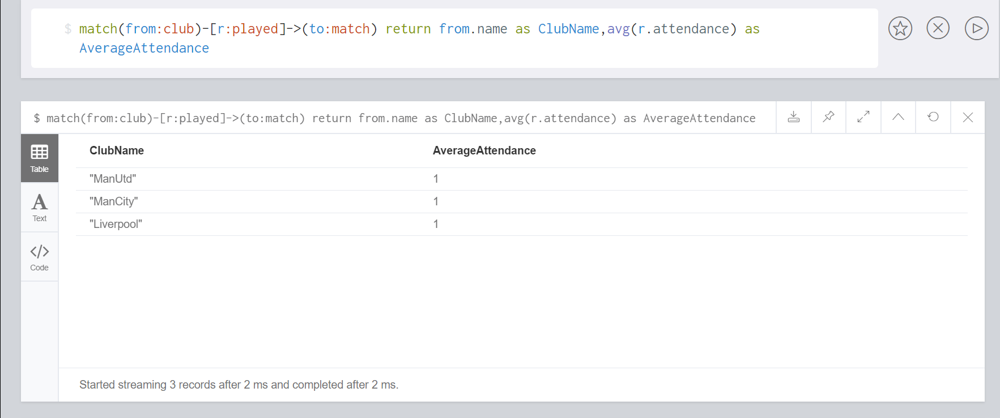 $ match(from:club)-[r:played]->(to:match) return from.name as ClubName,avg(r.attendance) as
AverageAttendance
$ match(from:club)-[r:played]->(to:match) return from.name as ClubName,avg(r.attendance) as AverageAttendance
Table
Text
Code
ClubName AverageAttendance
"ManUtd" 1
"ManCity" 1
"Liverpool" 1
Started streaming 3 records after 2 ms and completed after 2 ms.